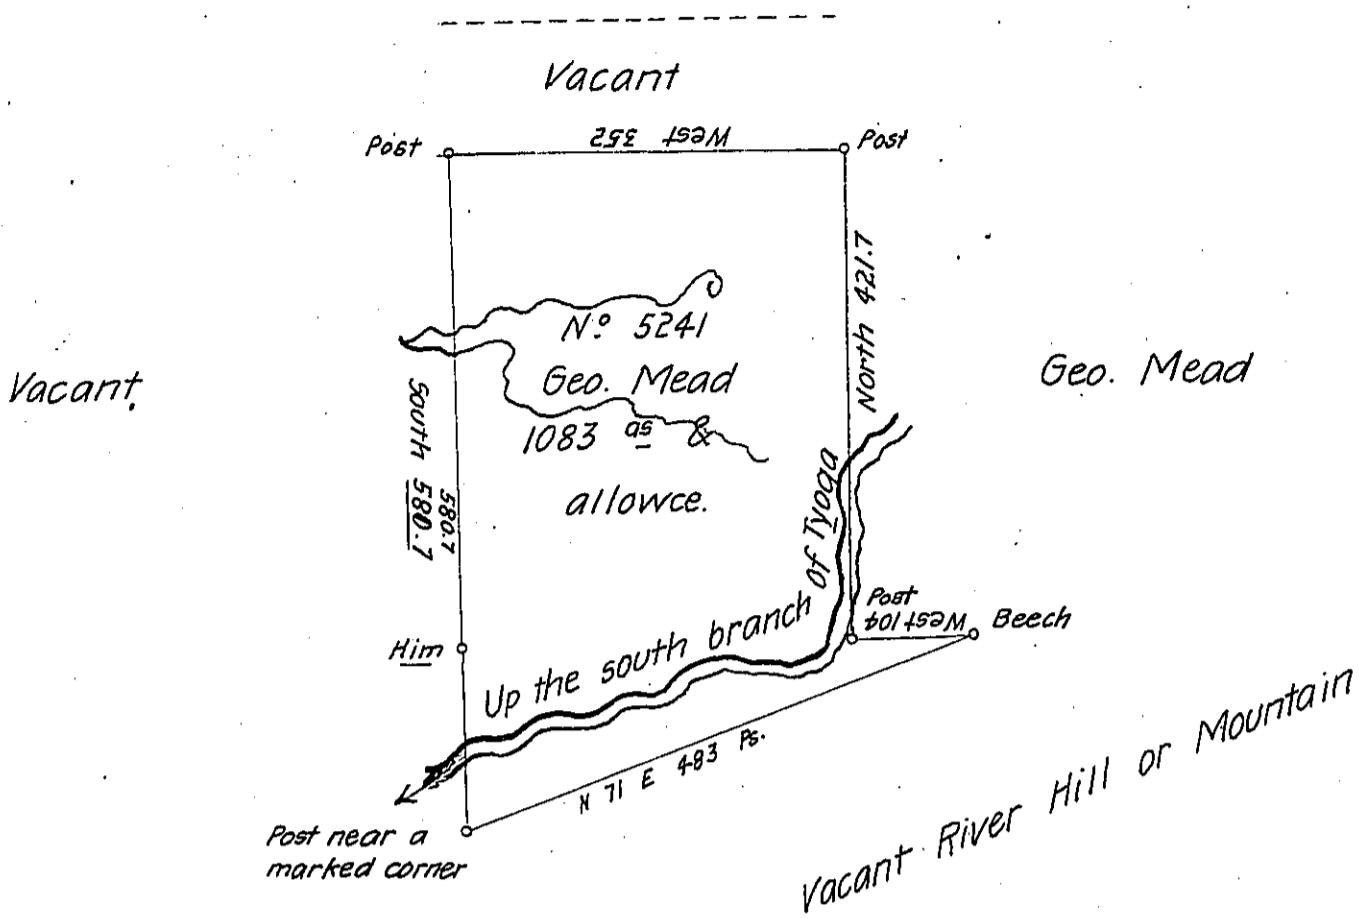 Vacant
Post
West 352
Post
North 421.7
Nº 5241
Geo. Mead
1083 as &
allowce.
Vacant.
Geo. Mead
South 580.7
580.7
Him
Up the south branch of Tyoga
Post
West 104
Beech
N 71 E 483 Ps.
Post near a
marked corner
Vacant River Hill or Mountain